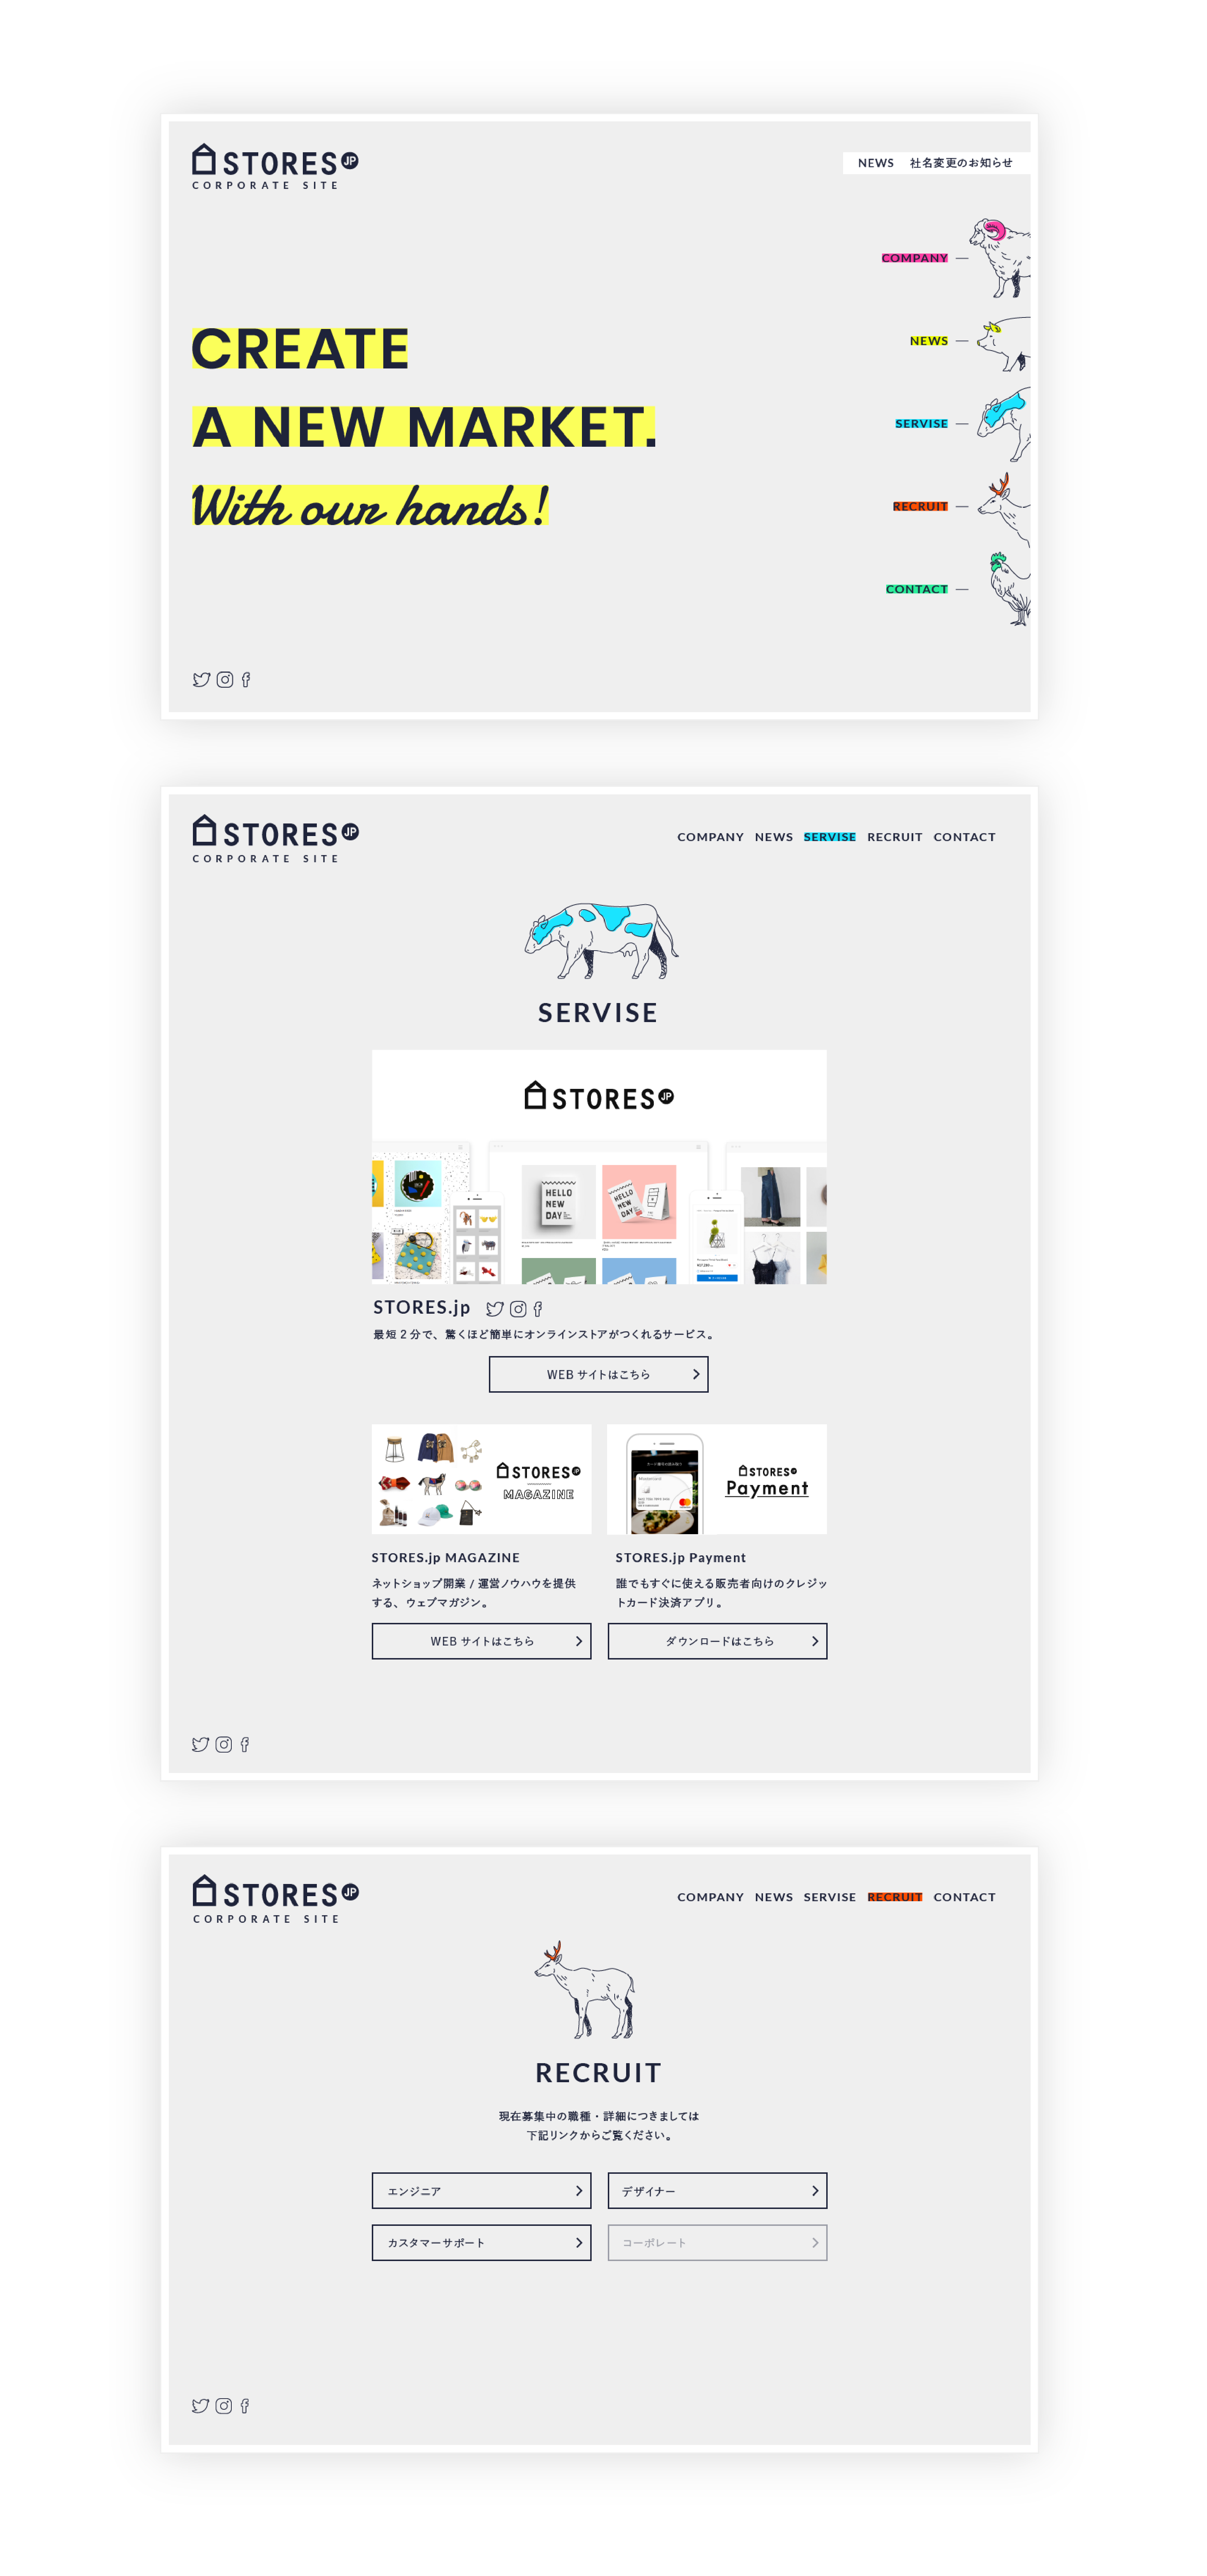 STORES JP
CORPORATE SITE
NEWS 社名変更のお知らせ
COMPANY
NEWS
SERVISE
RECRUIT
CONTACT
CREATE
A NEW MARKET.
With our hands!
STORES JP
CORPORATE SITE
COMPANY NEWS SERVISE RECRUIT CONTACT
SERVISE
STORES JP
HELLO
NEW
DAY
HELLO
NEW
DAY
STORES.jp
最短 2 分で、驚くほど簡単にオンラインストアがつくれるサービス。
WEB サイトはこちら
STORES JP
MAGAZINE
STORES JP
Payment
STORES.jp MAGAZINE
ネットショップ開業 / 運営ノウハウを提供
する、ウェブマガジン。
WEB サイトはこちら
STORES.jp Payment
誰でもすぐに使える販売者向けのクレジッ
トカード決済アプリ。
ダウンロードはこちら
STORES JP
CORPORATE SITE
COMPANY NEWS SERVISE RECRUIT CONTACT
RECRUIT
現在募集中の職種・詳細につきましては
下記リンクからご覧ください。
エンジニア
デザイナー
カスタマーサポート
コーポレート